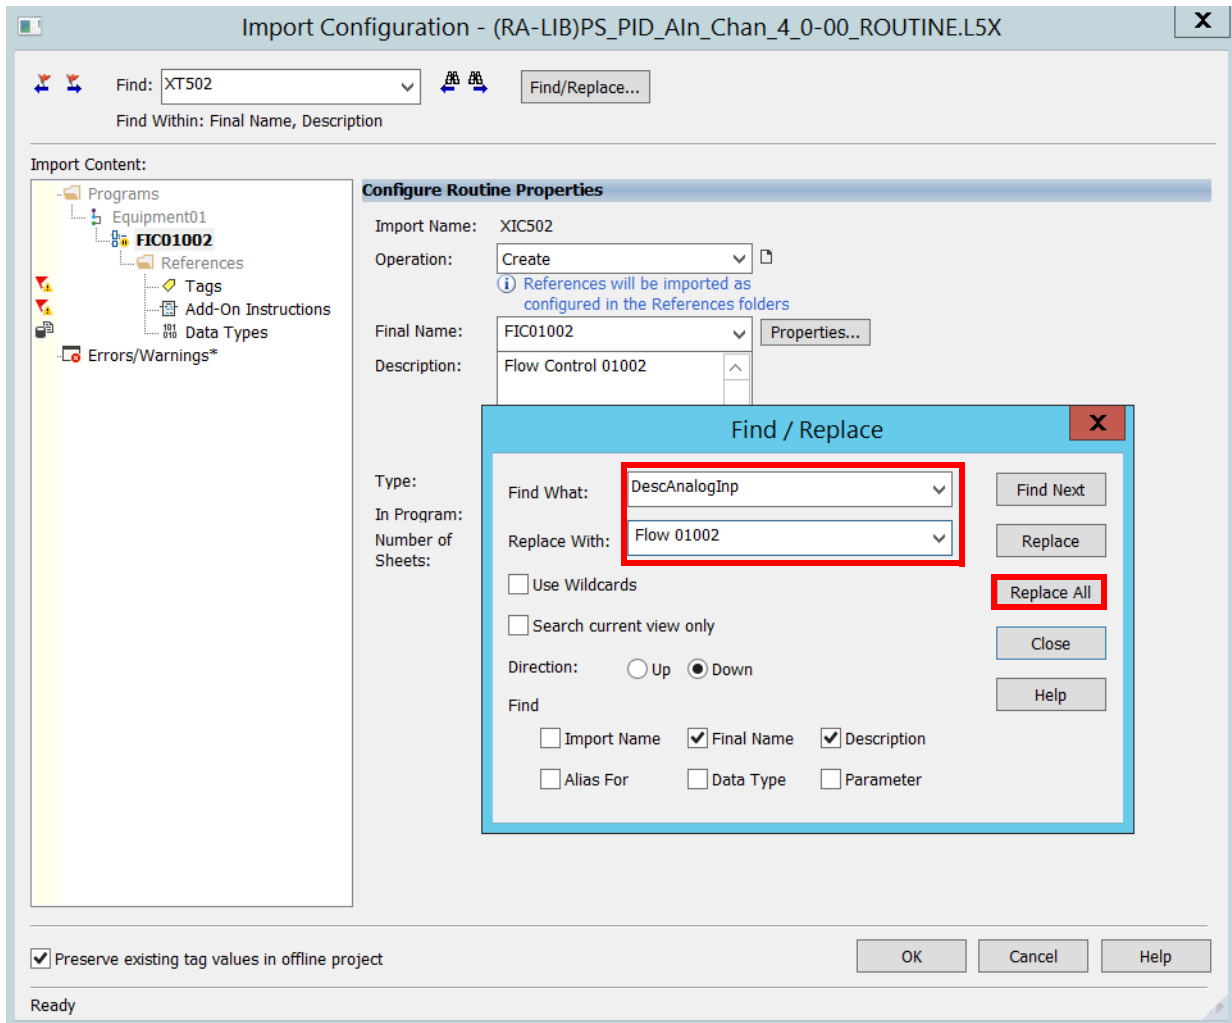 Import Configuration - (RA-LIB)PS_PID_AIn_Chan_4_0-00_ROUTINE.L5X
X
Find: XT502
Find/Replace...
Find Within: Final Name, Description
Import Content:
Programs
Equipment01
FIC01002
References
Tags
Add-On Instructions
Data Types
Errors/Warnings*
Configure Routine Properties
Import Name: XIC502
Operation: Create
References will be imported as
configured in the References folders
Final Name: FIC01002 Properties...
Description: Flow Control 01002
Type:
In Program:
Number of
Sheets:
Find / Replace
X
Find What: DescAnalogInp Find Next
Replace With: Flow 01002 Replace
Use Wildcards Replace All
Search current view only
Close
Direction: Up Down
Help
Find
Import Name Final Name Description
Alias For Data Type Parameter
Preserve existing tag values in offline project
OK Cancel Help
Ready